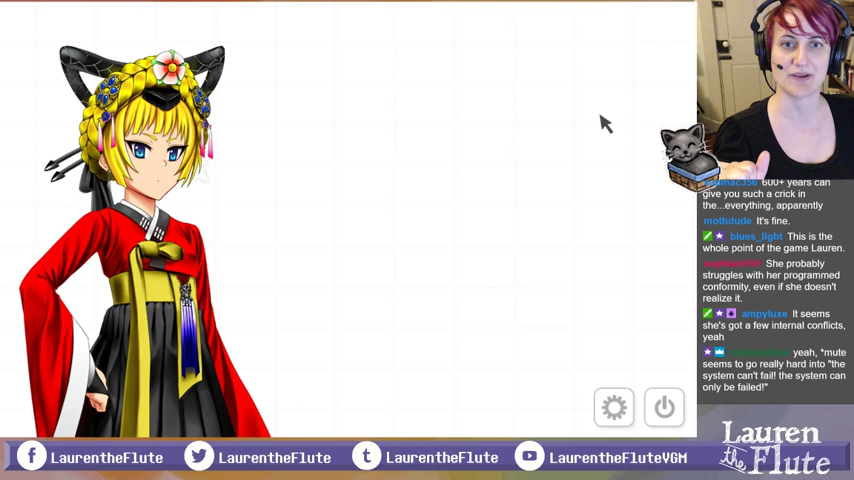 600+ years can
give you such a crick in
the...everything, apparently
mothdude It's fine.
blues_light This is the
whole point of the game Lauren.
She probably
struggles with her programmed
conformity, even if she doesn't
realize it.
ampyluxe It seems
she's got a few internal conflicts,
yeah
yeah, *mute
seems to go really hard into "the
system can't fail! the system can
only be failed!"
Lauren
the Flute
LaurentheFlute
LaurentheFlute
LaurentheFlute
LaurentheFluteVGM